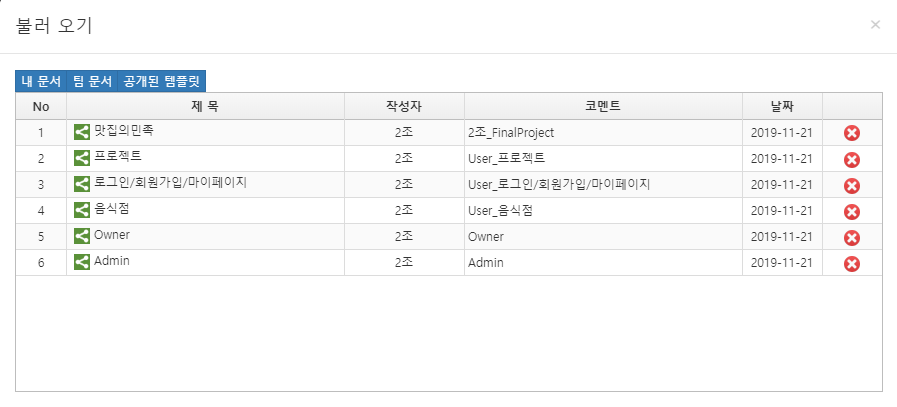 불러 오기 ×
내 문서 팀 문서 공개된 템플릿
No 제 목 작성자 코멘트 날짜
1 맛집의민족 2조 2조_FinalProject 2019-11-21
2 프로젝트 2조 User_프로젝트 2019-11-21
3 로그인/회원가입/마이페이지 2조 User_로그인/회원가입/마이페이지 2019-11-21
4 음식점 2조 User_음식점 2019-11-21
5 Owner 2조 Owner 2019-11-21
6 Admin 2조 Admin 2019-11-21